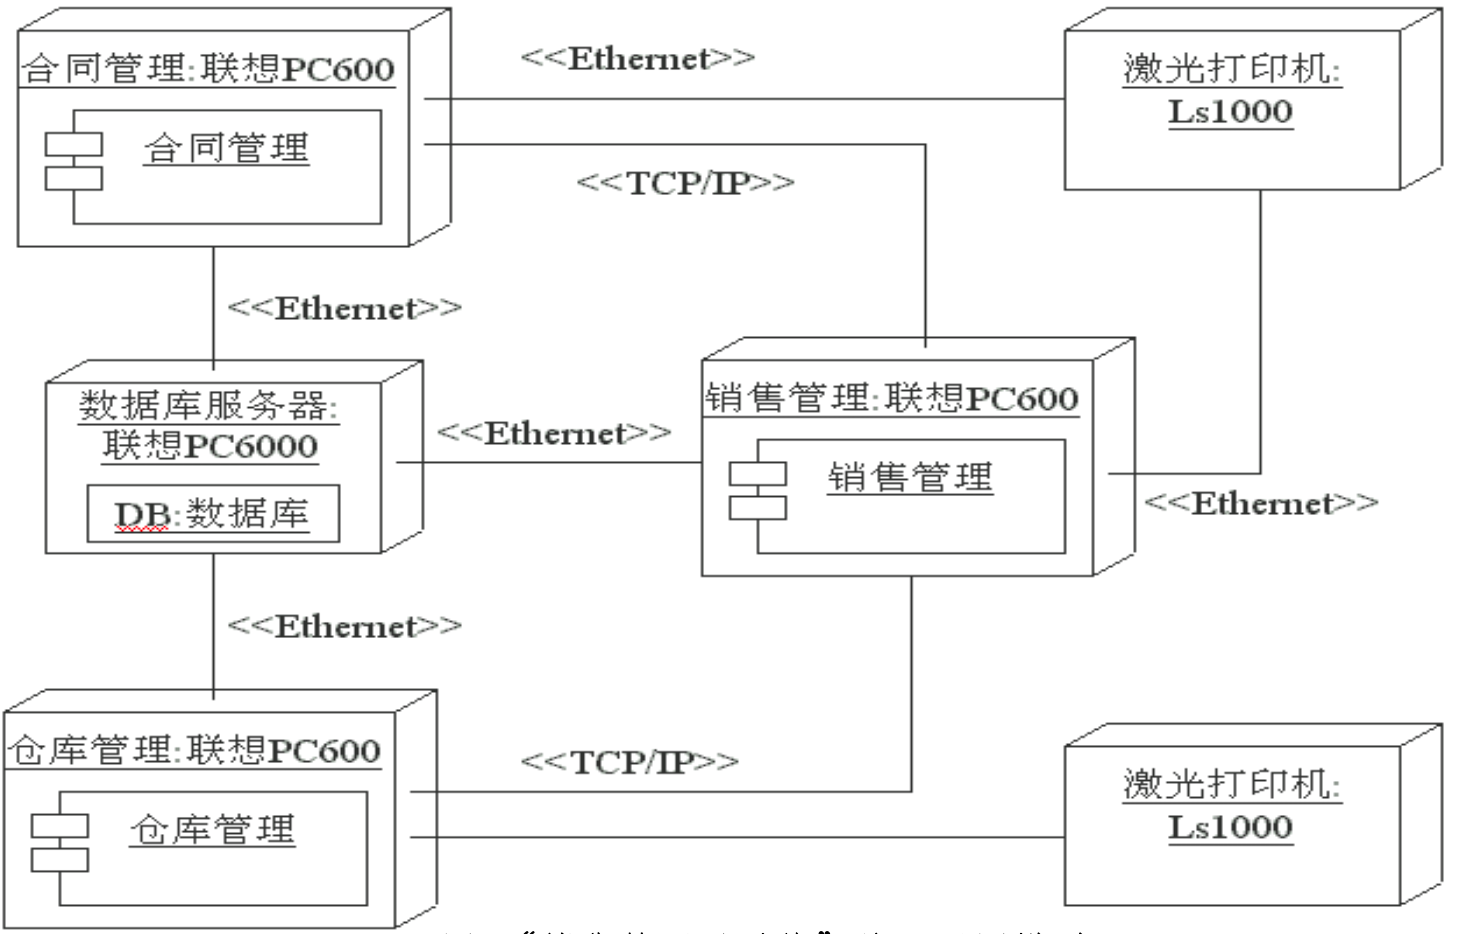 合同管理:联想PC600
合同管理
<<Ethernet>>
激光打印机:
Ls1000
<<TCP/IP>>
<<Ethernet>>
数据库服务器:
联想PC6000
DB:数据库
<<Ethernet>>
销售管理:联想PC600
销售管理
<<Ethernet>>
<<Ethernet>>
仓库管理:联想PC600
仓库管理
<<TCP/IP>>
激光打印机:
Ls1000